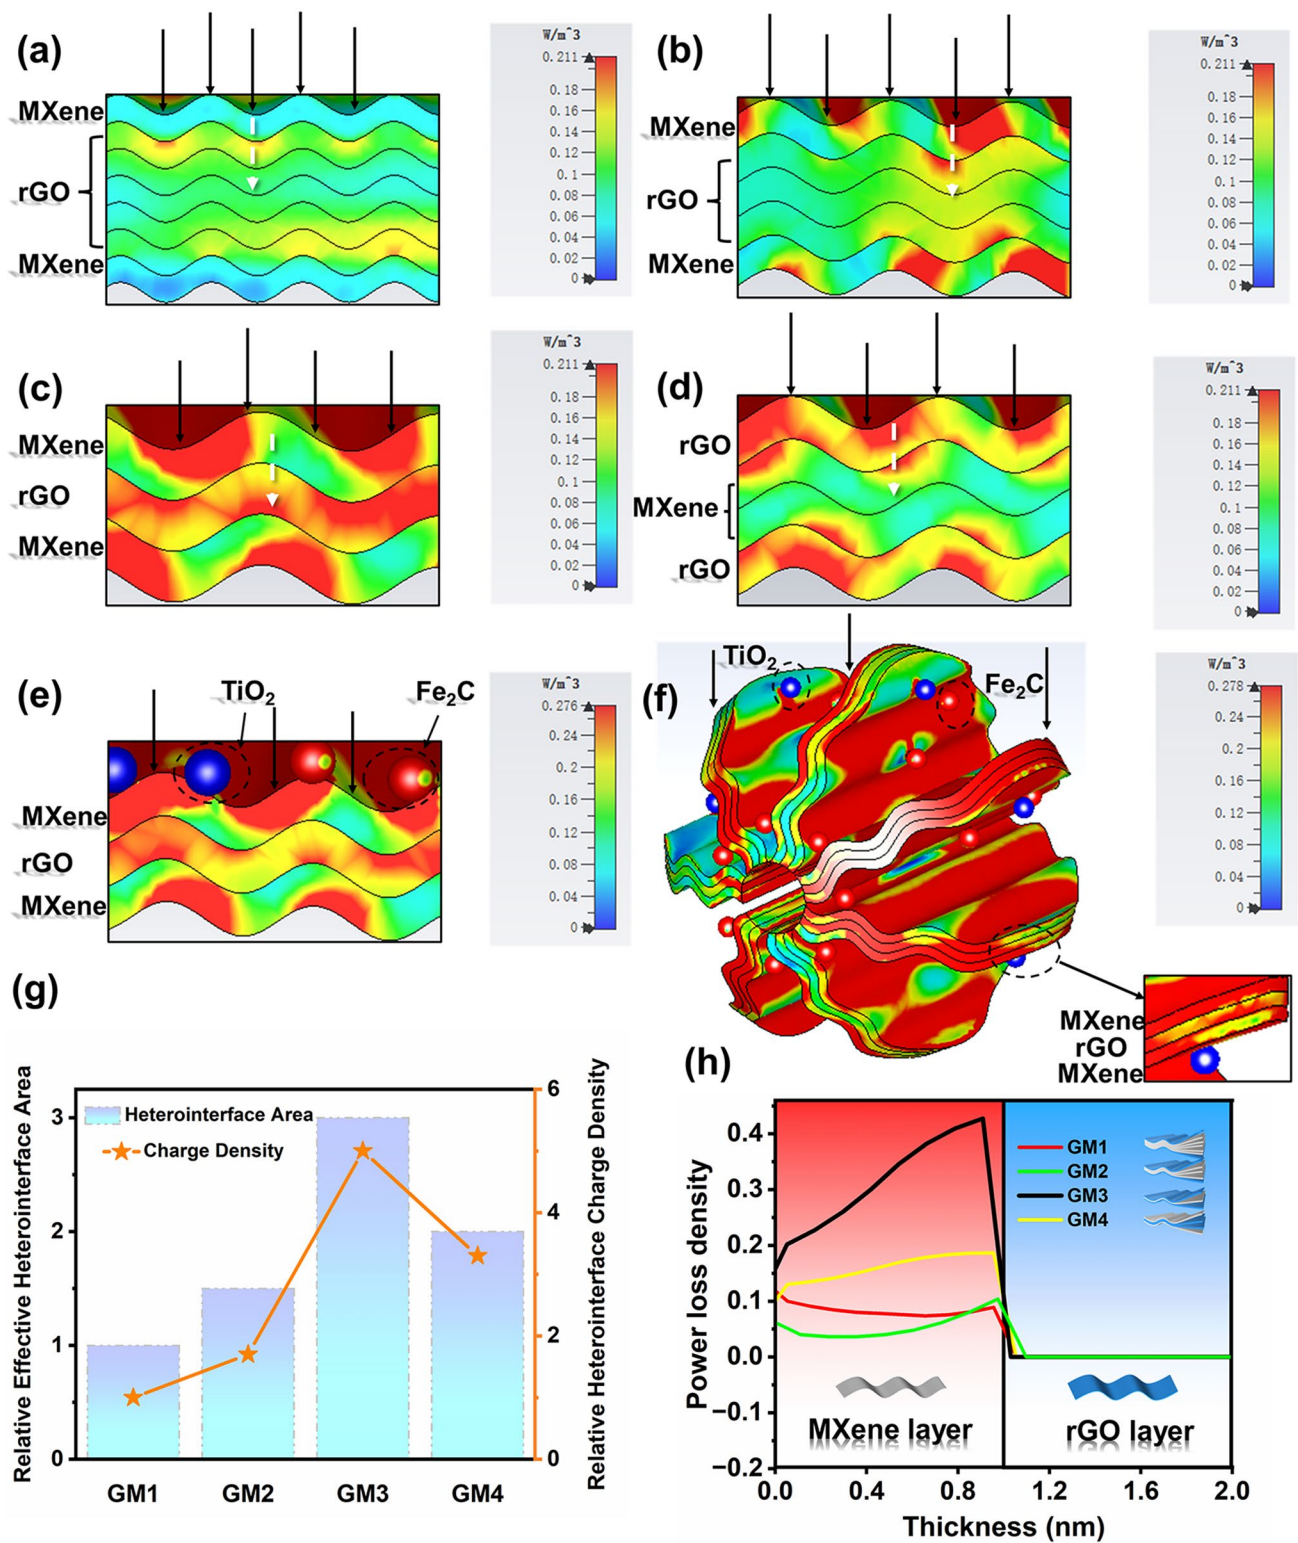 (a)
MXene
rGO
MXene
W/m^3
0.211
0.18
0.16
0.14
0.12
0.1
0.08
0.06
0.04
0.02
0
(b)
MXene
rGO
MXene
W/m^3
0.211
0.18
0.16
0.14
0.12
0.1
0.08
0.06
0.04
0.02
0
(c)
MXene
rGO
MXene
W/m^3
0.211
0.18
0.16
0.14
0.12
0.1
0.08
0.06
0.04
0.02
0
(d)
rGO
MXene
rGO
W/m^3
0.211
0.18
0.16
0.14
0.12
0.1
0.08
0.06
0.04
0.02
0
(e)
TiO2
Fe2C
MXene
rGO
MXene
W/m^3
0.276
0.24
0.2
0.16
0.12
0.08
0.04
0
(f)
TiO2
Fe2C
MXene
rGO
MXene
W/m^3
0.278
0.24
0.2
0.16
0.12
0.08
0.04
0
(g)
Relative Effective Heterointerface Area
3
2
1
0
Heterointerface Area
Charge Density
6
4
2
0
Relative Heterointerface Charge Density
GM1
GM2
GM3
GM4
(h)
Power loss density
0.4
0.3
0.2
0.1
0.0
−0.1
−0.2
GM1
GM2
GM3
GM4
MXene layer
rGO layer
0.0
0.4
0.8
1.2
1.6
2.0
Thickness (nm)